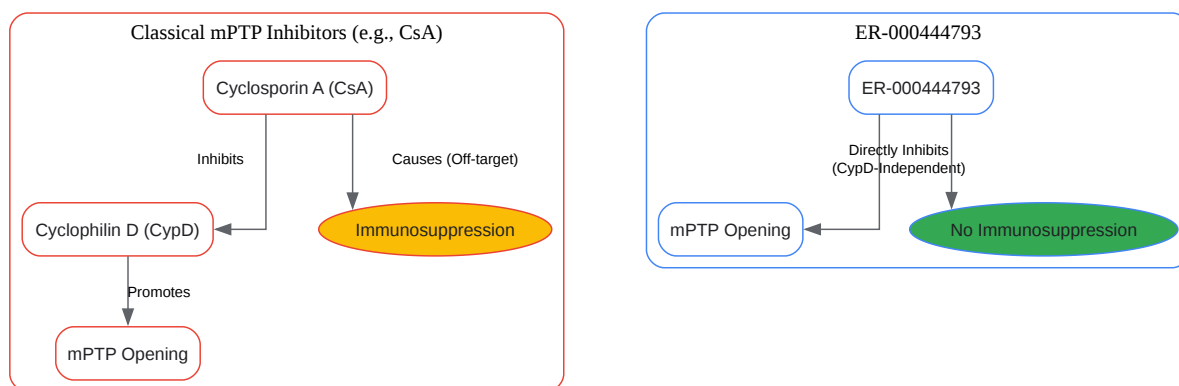 Classical mPTP Inhibitors (e.g., CsA)
Cyclosporin A (CsA)
Inhibits
Causes (Off-target)
Cyclophilin D (CypD)
Immunosuppression
Promotes
mPTP Opening
ER-000444793
ER-000444793
Directly Inhibits
(CypD-Independent)
mPTP Opening
No Immunosuppression